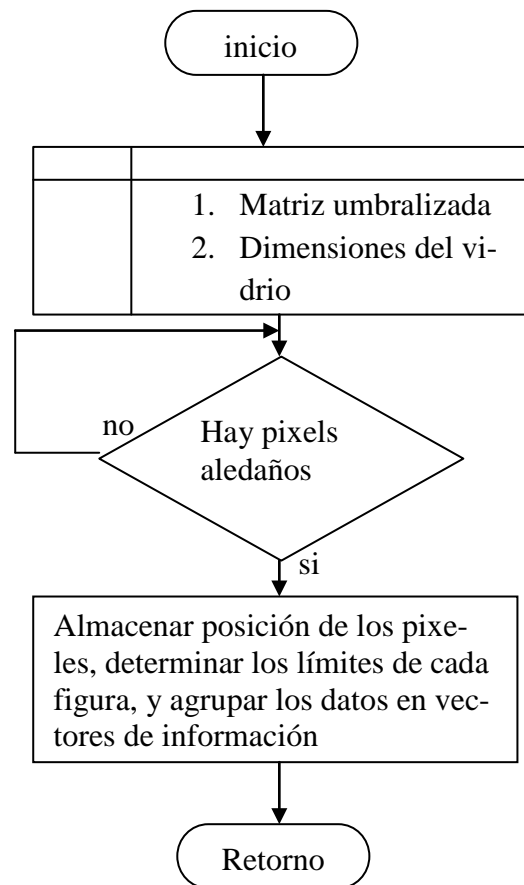 inicio
1. Matriz umbralizada
2. Dimensiones del vi-
drio
no
Hay pixels
aledaños
si
Almacenar posición de los pixe-
les, determinar los límites de cada
figura, y agrupar los datos en vec-
tores de información
Retorno